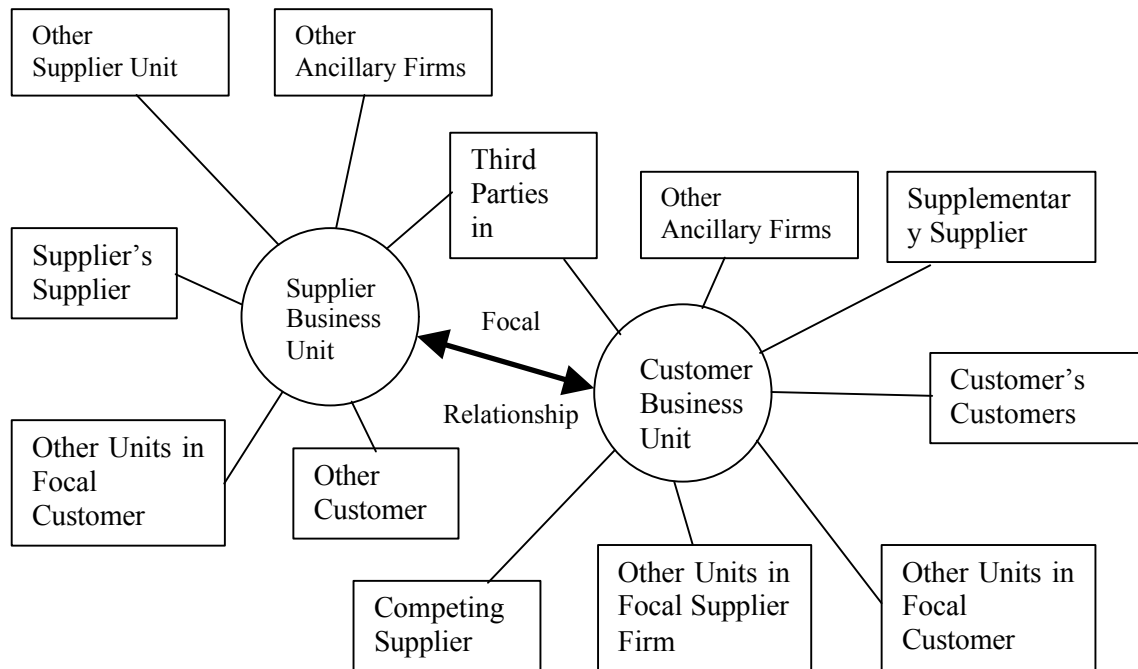 Other
Supplier Unit
Other
Ancillary Firms
Third
Parties
in
Other
Ancillary Firms
Supplementar
y Supplier
Supplier’s
Supplier
Supplier
Business
Unit
Focal
Relationship
Customer
Business
Unit
Customer’s
Customers
Other Units in
Focal
Customer
Other
Customer
Competing
Supplier
Other Units in
Focal Supplier
Firm
Other Units in
Focal
Customer